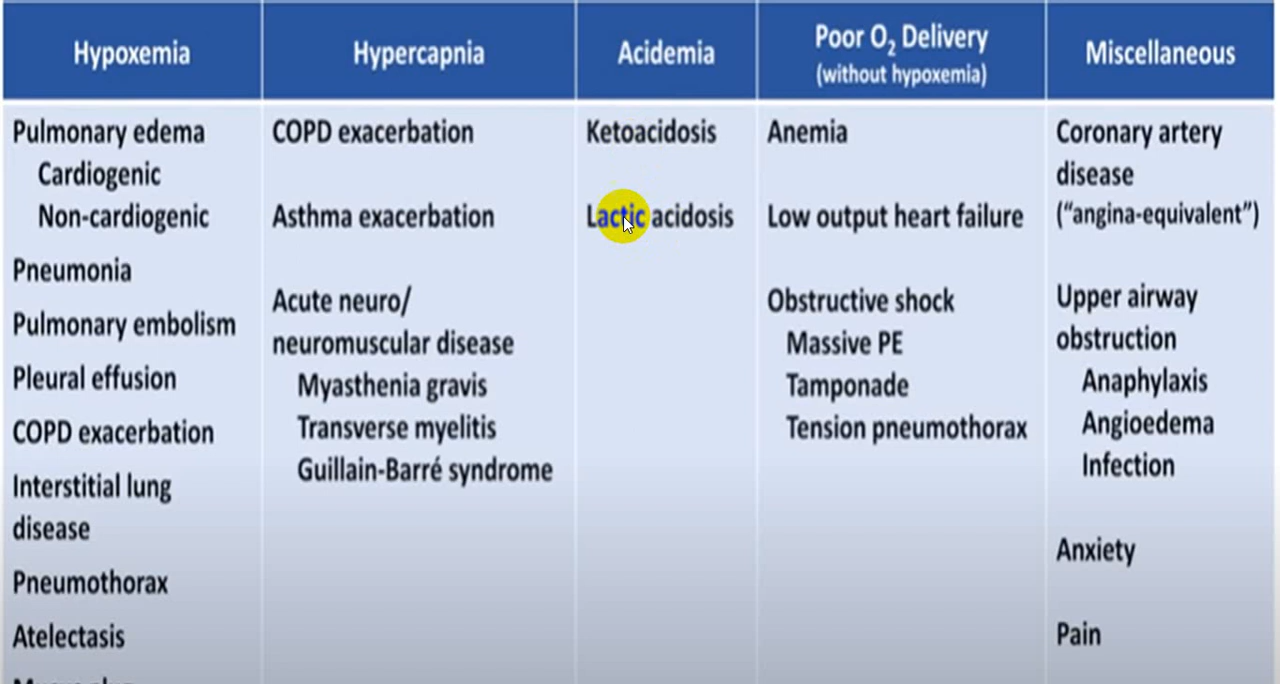 Hypoxemia
Pulmonary edema
Cardiogenic
Non-cardiogenic
Pneumonia
Pulmonary embolism
Pleural effusion
COPD exacerbation
Interstitial lung
disease
Pneumothorax
Atelectasis
Hypercapnia
COPD exacerbation
Asthma exacerbation
Acute neuro/
neuromuscular disease
Myasthenia gravis
Transverse myelitis
Guillain-Barré syndrome
Acidemia
Ketoacidosis
Lactic acidosis
Poor O₂ Delivery
(without hypoxemia)
Anemia
Low output heart failure
Obstructive shock
Massive PE
Tamponade
Tension pneumothorax
Miscellaneous
Coronary artery
disease
(“angina-equivalent”)
Upper airway
obstruction
Anaphylaxis
Angioedema
Infection
Anxiety
Pain